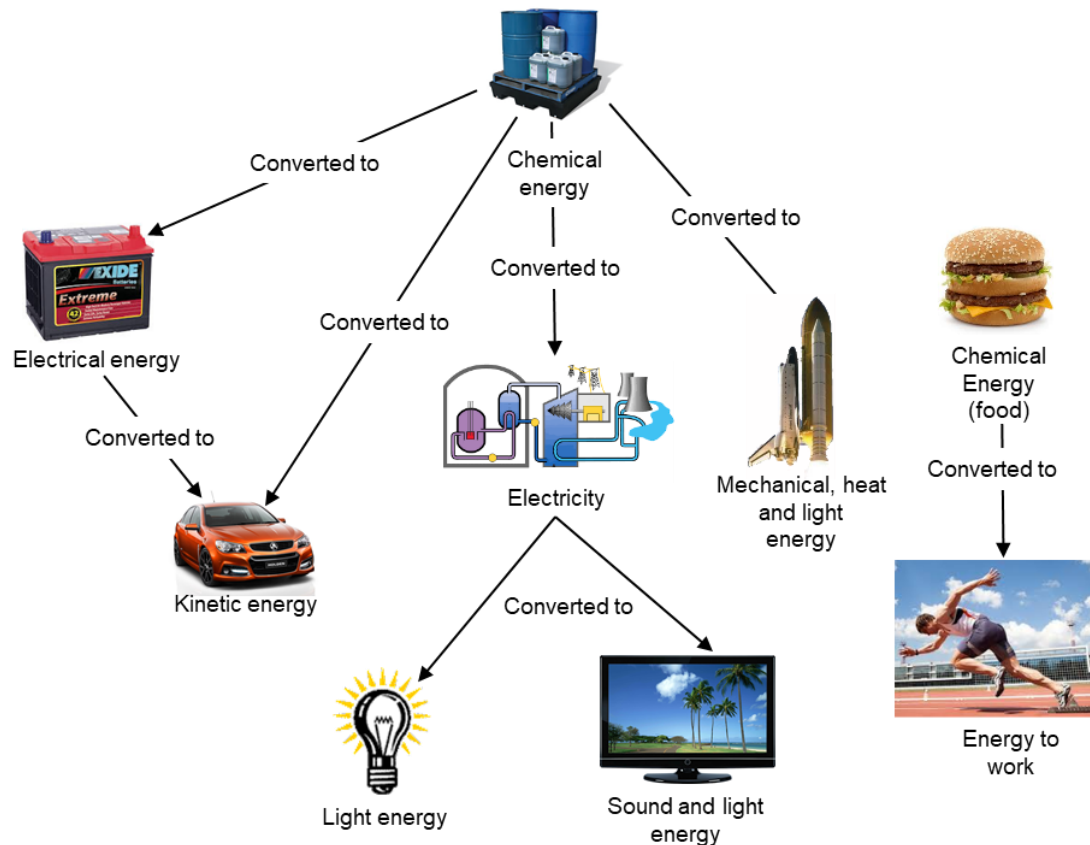 Converted to
Chemical
energy
Converted to
Converted to
Converted to
EXIDE
Batteries
Extreme
42
Electrical energy
Converted to
Chemical
Energy
(food)
Converted to
Electricity
Mechanical, heat
and light
energy
Kinetic energy
Converted to
Light energy
Sound and light
energy
Energy to
work